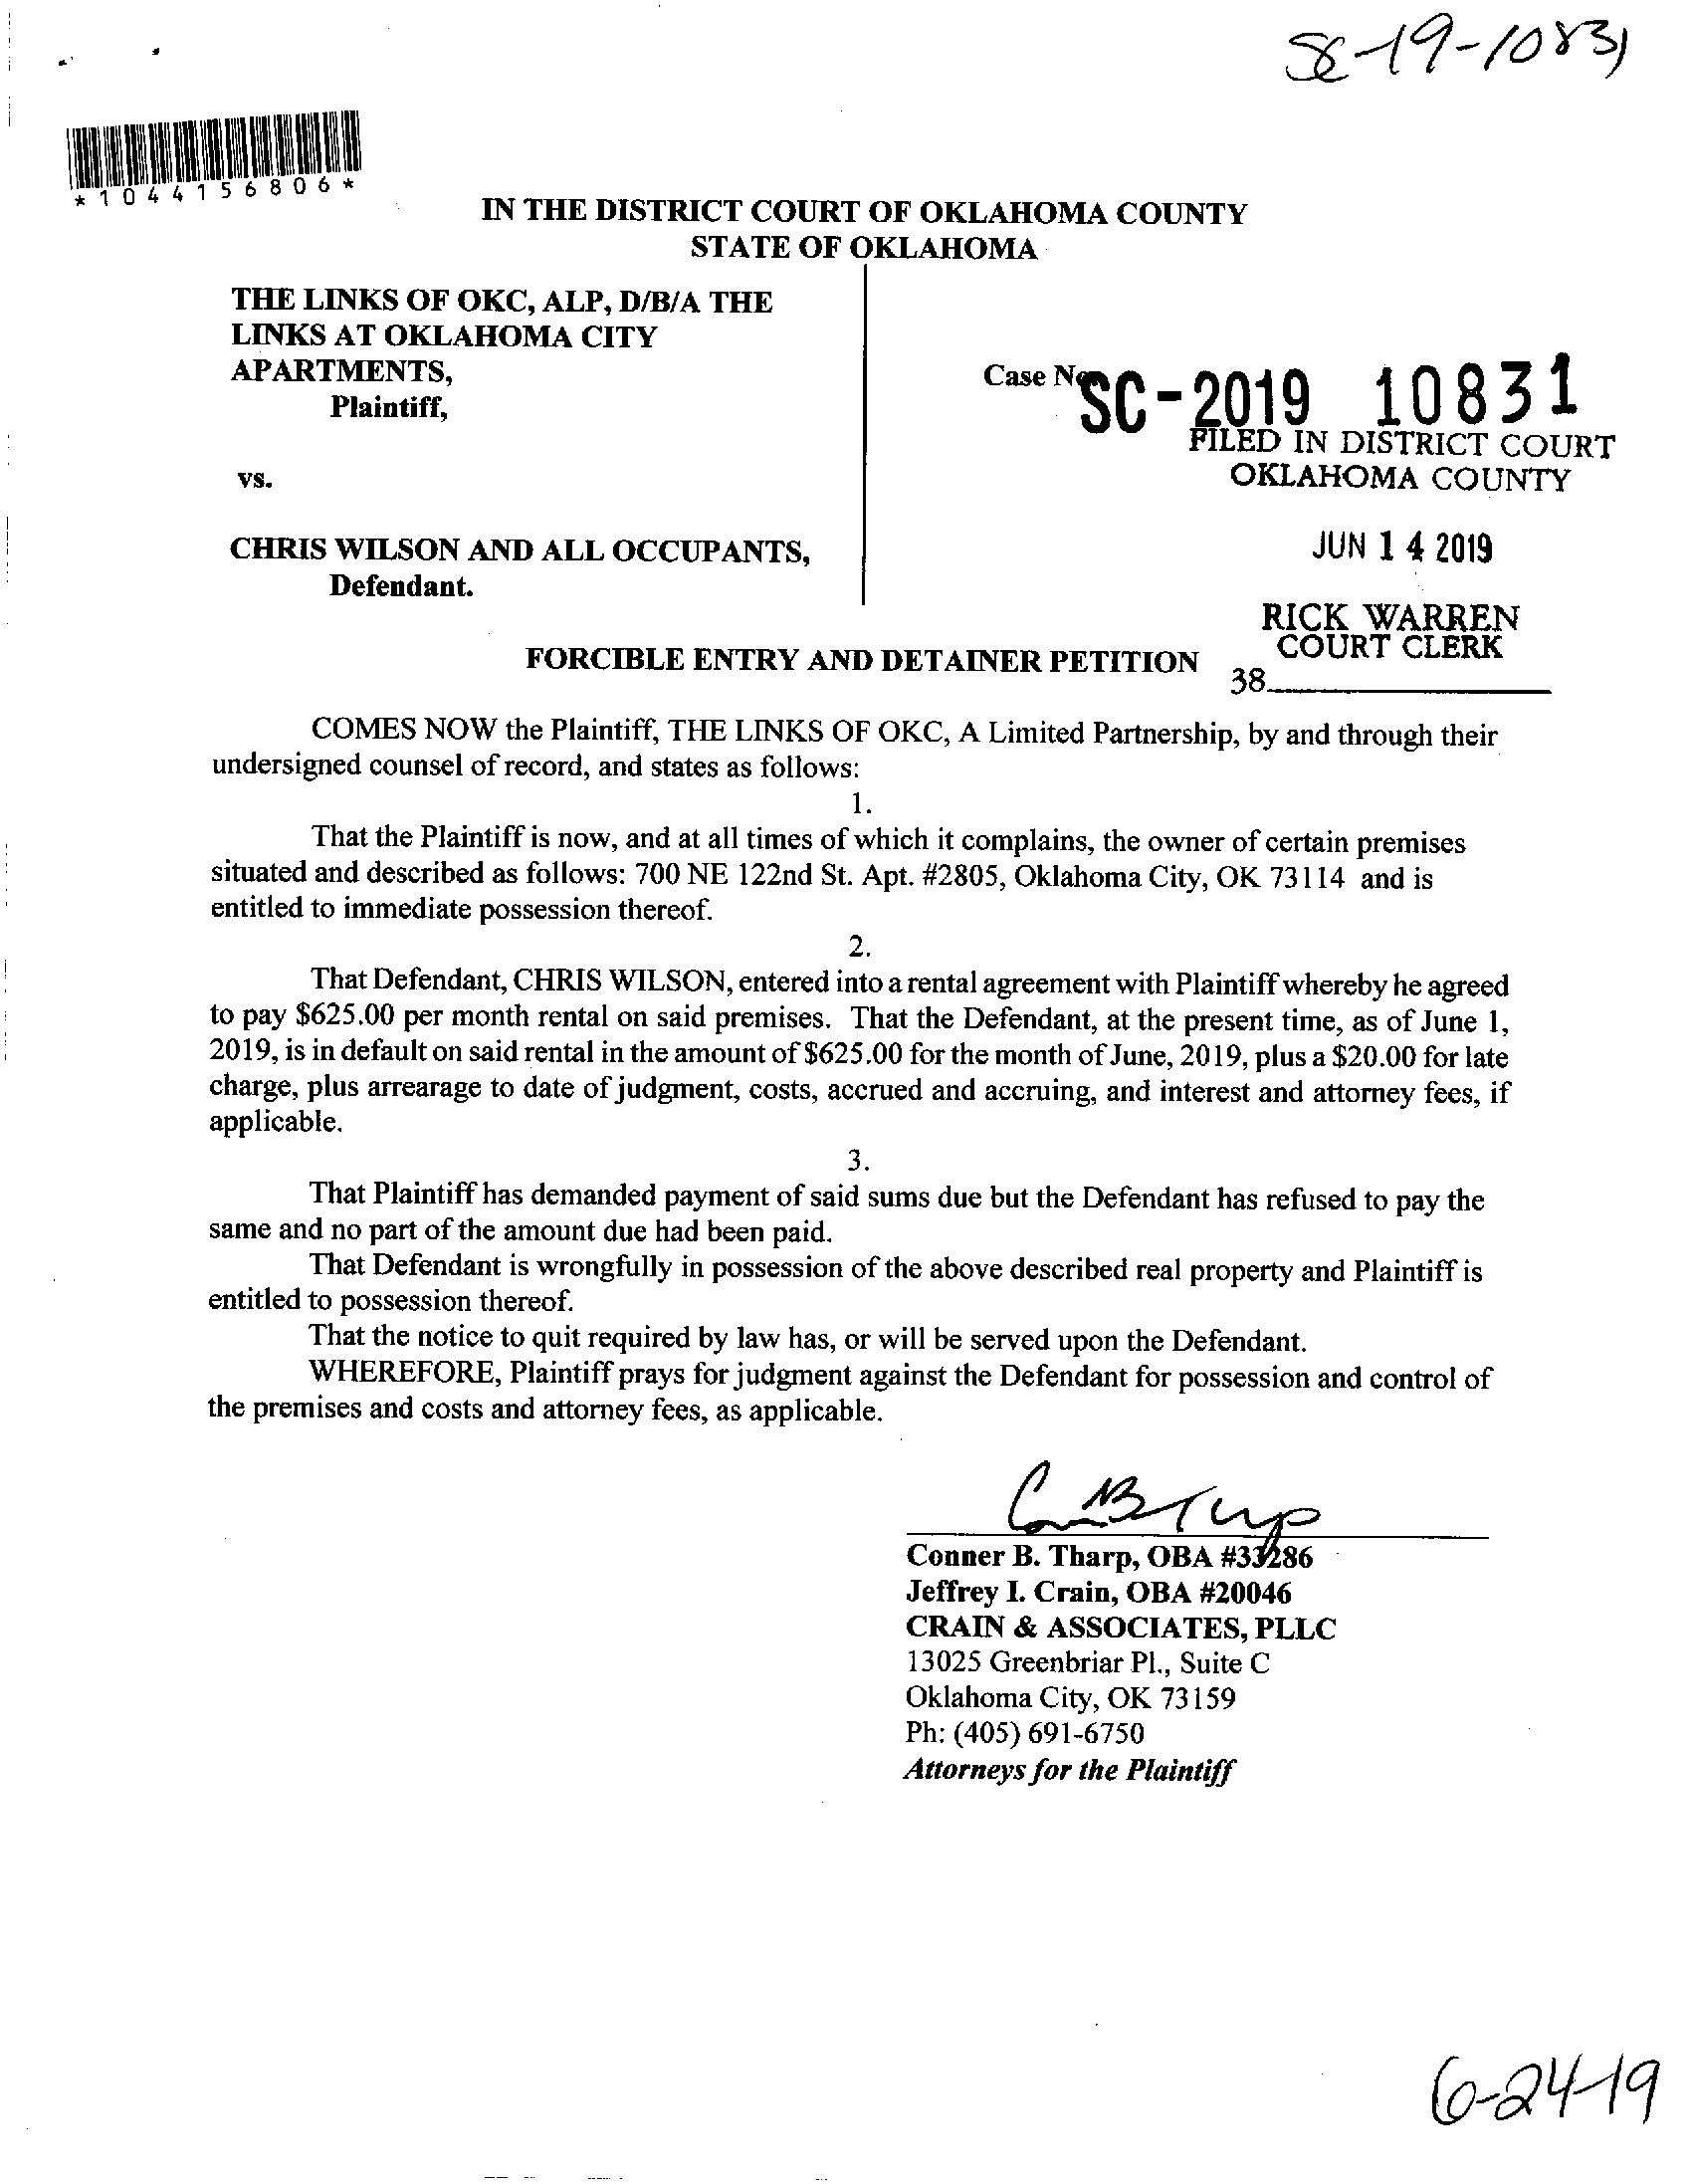 SC-19-10831
*1044156806*
IN THE DISTRICT COURT OF OKLAHOMA COUNTY
STATE OF OKLAHOMA
THE LINKS OF OKC, ALP, D/B/A THE
LINKS AT OKLAHOMA CITY
APARTMENTS,
Plaintiff,
vs.
CHRIS WILSON AND ALL OCCUPANTS,
Defendant.
Case No. SC-2019 10831
FILED IN DISTRICT COURT
OKLAHOMA COUNTY
JUN 14 2019
RICK WARREN
COURT CLERK
38
FORCIBLE ENTRY AND DETAINER PETITION
COMES NOW the Plaintiff, THE LINKS OF OKC, A Limited Partnership, by and through their
undersigned counsel of record, and states as follows:
1.
That the Plaintiff is now, and at all times of which it complains, the owner of certain premises
situated and described as follows: 700 NE 122nd St. Apt. #2805, Oklahoma City, OK 73114 and is
entitled to immediate possession thereof.
2.
That Defendant, CHRIS WILSON, entered into a rental agreement with Plaintiff whereby he agreed
to pay $625.00 per month rental on said premises. That the Defendant, at the present time, as of June 1,
2019, is in default on said rental in the amount of $625.00 for the month of June, 2019, plus a $20.00 for late
charge, plus arrearage to date of judgment, costs, accrued and accruing, and interest and attorney fees, if
applicable.
3.
That Plaintiff has demanded payment of said sums due but the Defendant has refused to pay the
same and no part of the amount due had been paid.
That Defendant is wrongfully in possession of the above described real property and Plaintiff is
entitled to possession thereof.
That the notice to quit required by law has, or will be served upon the Defendant.
WHEREFORE, Plaintiff prays for judgment against the Defendant for possession and control of
the premises and costs and attorney fees, as applicable.
Conner B. Tharp, OBA #33286
Jeffrey I. Crain, OBA #20046
CRAIN & ASSOCIATES, PLLC
13025 Greenbriar Pl., Suite C
Oklahoma City, OK 73159
Ph: (405) 691-6750
Attorneys for the Plaintiff
6-24-19